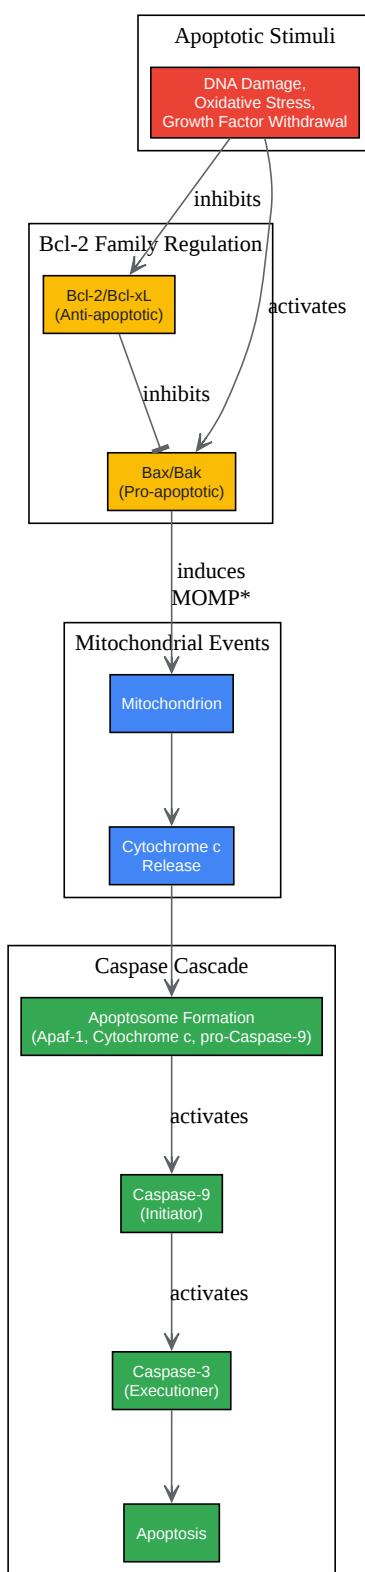 Apoptotic Stimuli
DNA Damage,
Oxidative Stress,
Growth Factor Withdrawal
inhibits
Bcl-2 Family Regulation
Bcl-2/Bcl-xL
(Anti-apoptotic)
activates
inhibits
Bax/Bak
(Pro-apoptotic)
induces
MOMP*
Mitochondrial Events
Mitochondrion
Cytochrome c
Release
Caspase Cascade
Apoptosome Formation
(Apaf-1, Cytochrome c, pro-Caspase-9)
activates
Caspase-9
(Initiator)
activates
Caspase-3
(Executioner)
Apoptosis